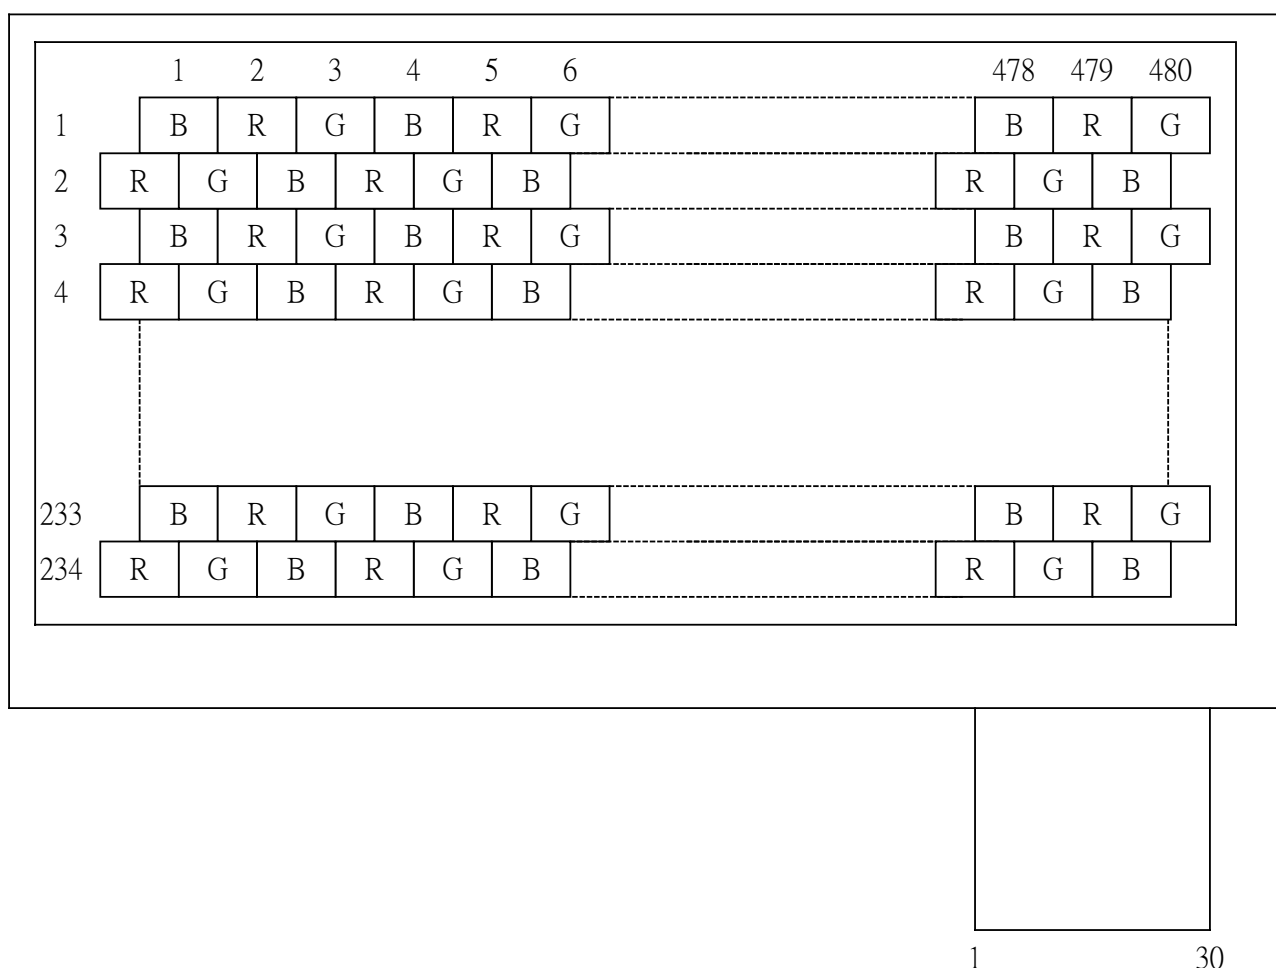 1 2 3 4 5 6 478 479 480
1 B R G B R G B R G
2 R G B R G B R G B
3 B R G B R G B R G
4 R G B R G B R G B
233 B R G B R G B R G
234 R G B R G B R G B
1 30